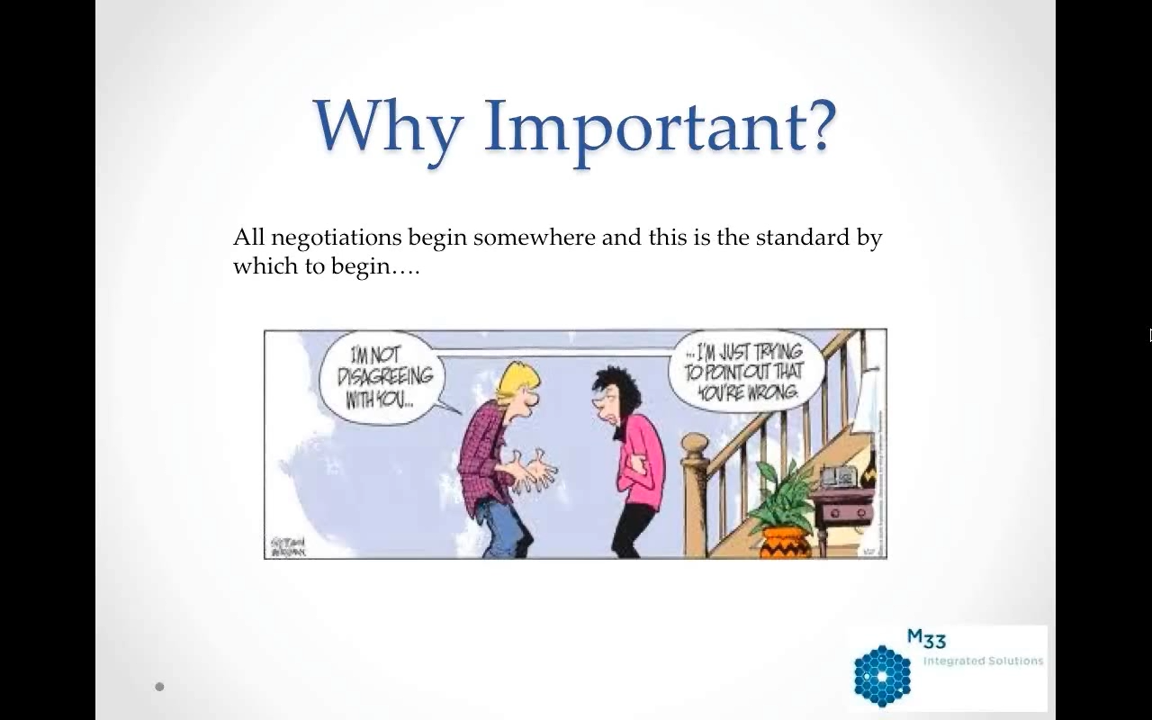 Why Important?
All negotiations begin somewhere and this is the standard by
which to begin….
I'M NOT
DISAGREEING
WITH YOU...
...I'M JUST TRYING
TO POINT OUT THAT
YOU'RE WRONG.
M33
Integrated Solutions